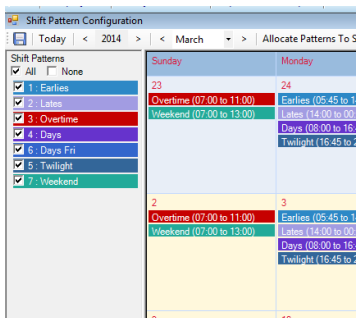 Shift Pattern Configuration
Today < 2014 > < March > Allocate Patterns To S
Shift Patterns
All None
1 : Earlies
2 : Lates
3 : Overtime
4 : Days
6 : Days Fri
5 : Twilight
7 : Weekend
Sunday Monday
23 24
Overtime (07:00 to 11:00) Earlies (05:45 to 1
Weekend (07:00 to 13:00) Lates (14:00 to 00:
Days (08:00 to 16:
Twilight (16:45 to 2
2 3
Overtime (07:00 to 11:00) Earlies (05:45 to 1
Weekend (07:00 to 13:00) Lates (14:00 to 00:
Days (08:00 to 16:
Twilight (16:45 to 2